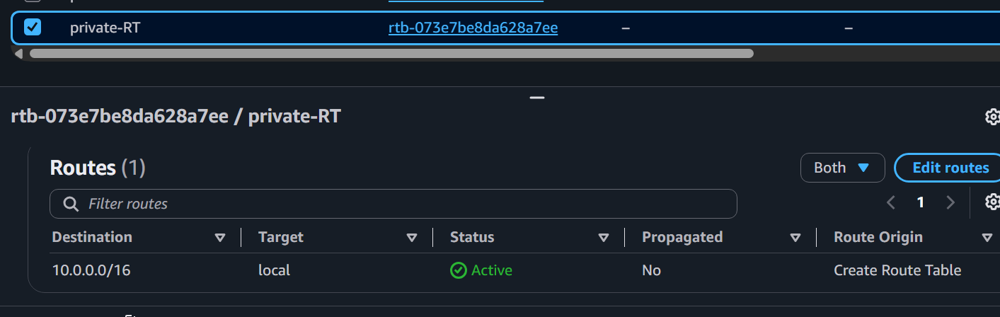 private-RT rtb-073e7be8da628a7ee – –
rtb-073e7be8da628a7ee / private-RT
Routes (1) Both Edit routes
Filter routes
1
Destination Target Status Propagated Route Origin
10.0.0.0/16 local Active No Create Route Table